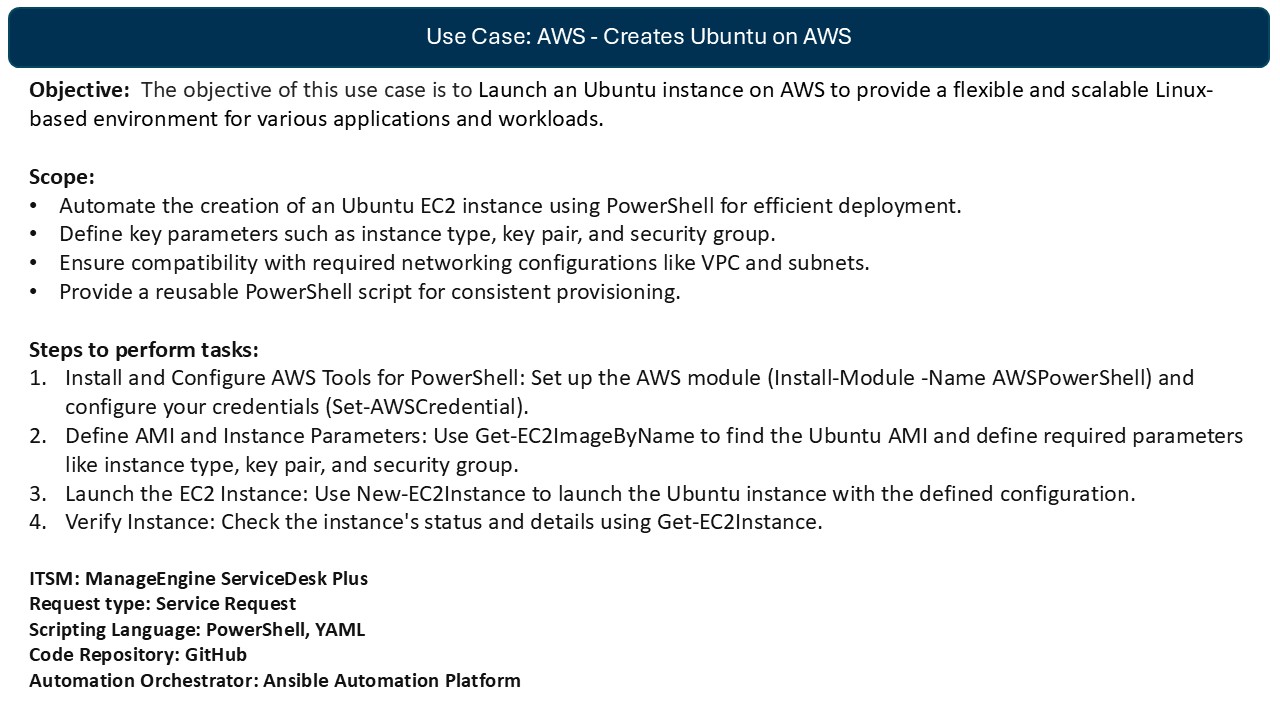 Use Case: AWS - Creates Ubuntu on AWS
Objective: The objective of this use case is to Launch an Ubuntu instance on AWS to provide a flexible and scalable Linux-
based environment for various applications and workloads.
Scope:
• Automate the creation of an Ubuntu EC2 instance using PowerShell for efficient deployment.
• Define key parameters such as instance type, key pair, and security group.
• Ensure compatibility with required networking configurations like VPC and subnets.
• Provide a reusable PowerShell script for consistent provisioning.
Steps to perform tasks:
1. Install and Configure AWS Tools for PowerShell: Set up the AWS module (Install-Module -Name AWSPowerShell) and
configure your credentials (Set-AWSCredential).
2. Define AMI and Instance Parameters: Use Get-EC2ImageByName to find the Ubuntu AMI and define required parameters
like instance type, key pair, and security group.
3. Launch the EC2 Instance: Use New-EC2Instance to launch the Ubuntu instance with the defined configuration.
4. Verify Instance: Check the instance's status and details using Get-EC2Instance.
ITSM: ManageEngine ServiceDesk Plus
Request type: Service Request
Scripting Language: PowerShell, YAML
Code Repository: GitHub
Automation Orchestrator: Ansible Automation Platform